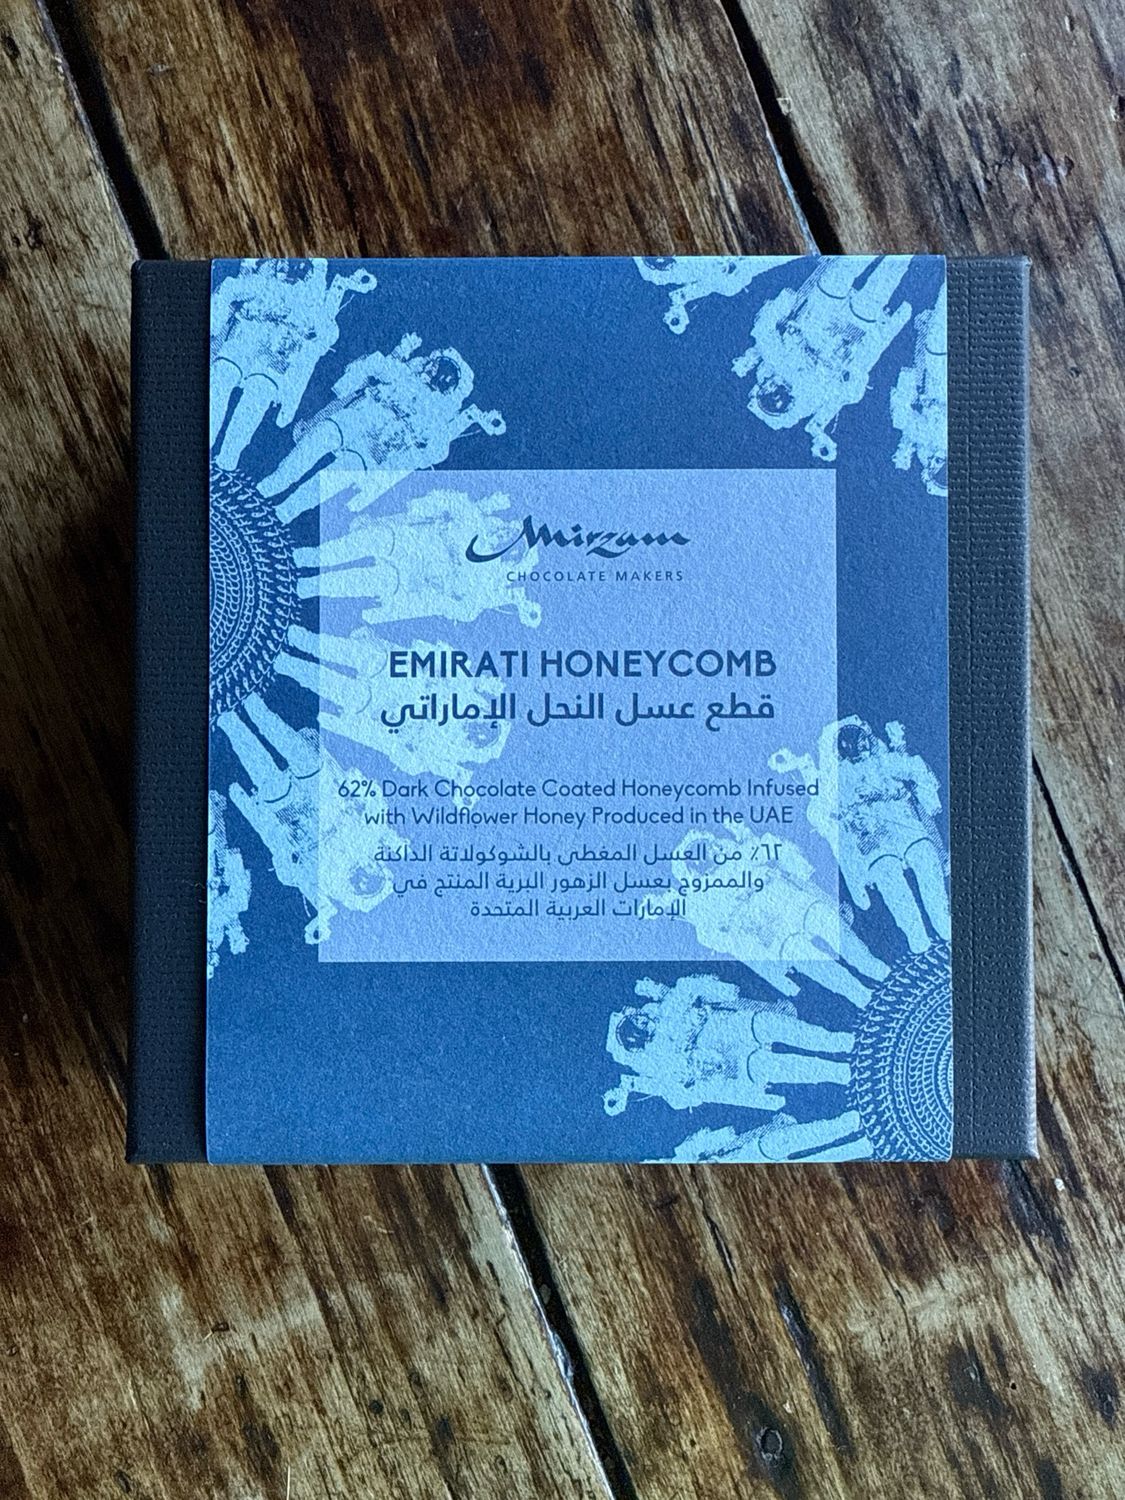 Mirzam
CHOCOLATE MAKERS
EMIRATI HONEYCOMB
قطع عسل النحل الإماراتي
62% Dark Chocolate Coated Honeycomb Infused
with Wildflower Honey Produced in the UAE
٦٢٪ من العسل المغطى بالشوكولاتة الداكنة
والممزوج بعسل الزهور البرية المنتج في
الإمارات العربية المتحدة